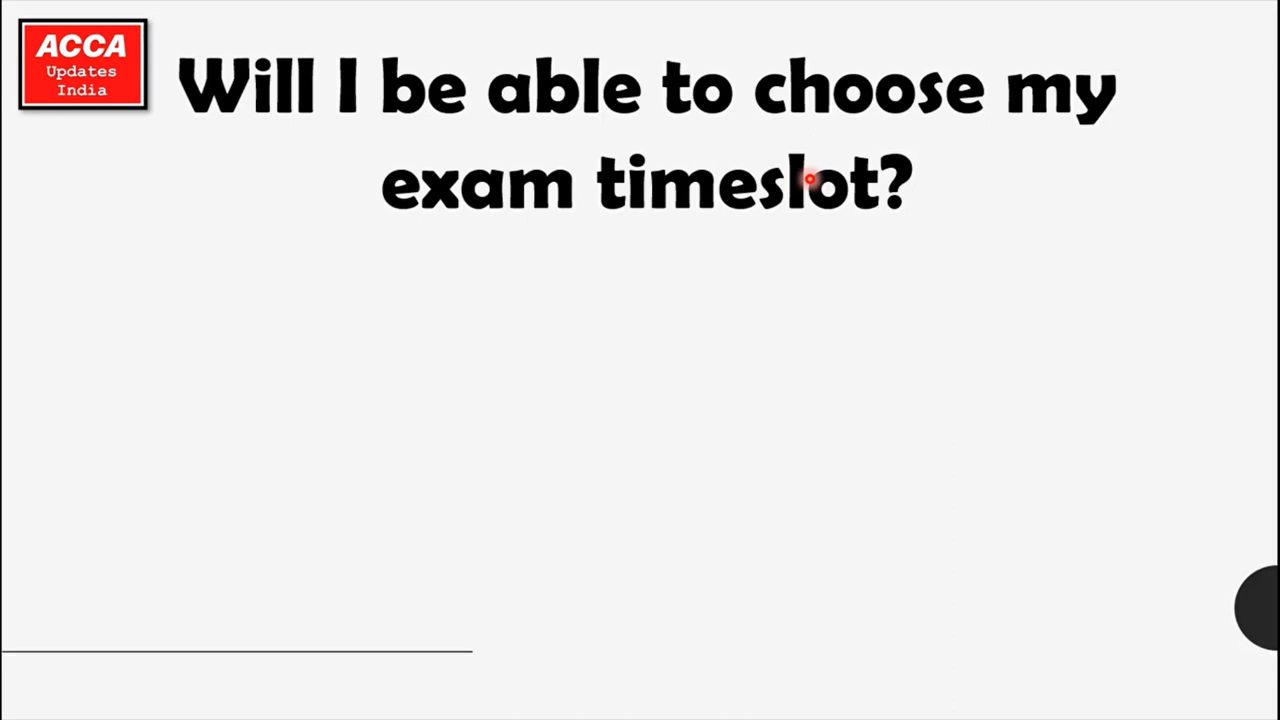 ACCA
Updates
India
Will I be able to choose my
exam timeslot?